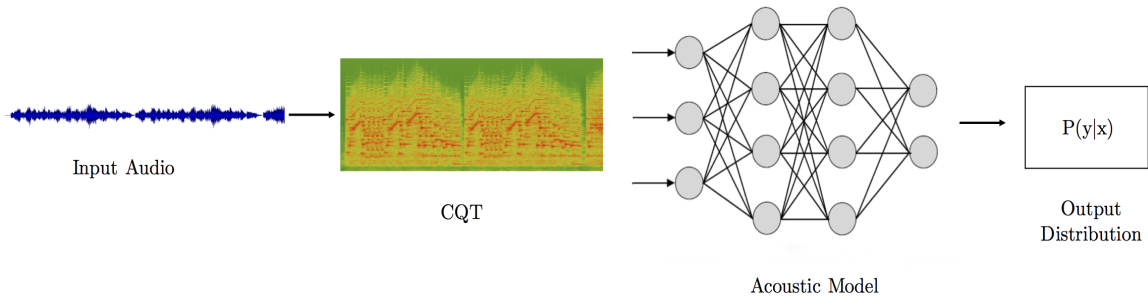 Input Audio
CQT
Acoustic Model
P(y|x)
Output
Distribution